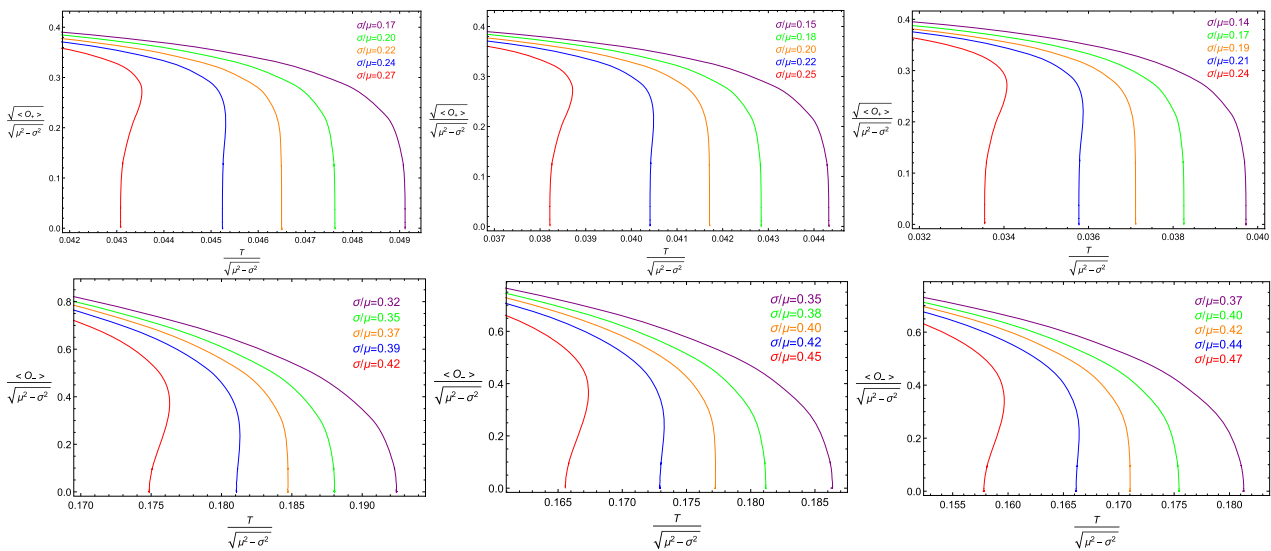 σ/μ=0.17
σ/μ=0.20
σ/μ=0.22
σ/μ=0.24
σ/μ=0.27
0.4
0.3
0.2
0.1
0.0
√<O₊> / √μ²−σ²
0.042 0.043 0.044 0.045 0.046 0.047 0.048 0.049
T / √μ²−σ²
σ/μ=0.15
σ/μ=0.18
σ/μ=0.20
σ/μ=0.22
σ/μ=0.25
0.4
0.3
0.2
0.1
0.0
√<O₊> / √μ²−σ²
0.037 0.038 0.039 0.040 0.041 0.042 0.043 0.044
T / √μ²−σ²
σ/μ=0.14
σ/μ=0.17
σ/μ=0.19
σ/μ=0.21
σ/μ=0.24
0.4
0.3
0.2
0.1
0.0
√<O₊> / √μ²−σ²
0.032 0.034 0.036 0.038 0.040
T / √μ²−σ²
σ/μ=0.32
σ/μ=0.35
σ/μ=0.37
σ/μ=0.39
σ/μ=0.42
0.8
0.6
0.4
0.2
0.0
<O₋> / √μ²−σ²
0.170 0.175 0.180 0.185 0.190
T / √μ²−σ²
σ/μ=0.35
σ/μ=0.38
σ/μ=0.40
σ/μ=0.42
σ/μ=0.45
0.6
0.4
0.2
0.0
<O₋> / √μ²−σ²
0.165 0.170 0.175 0.180 0.185
T / √μ²−σ²
σ/μ=0.37
σ/μ=0.40
σ/μ=0.42
σ/μ=0.44
σ/μ=0.47
0.6
0.4
0.2
0.0
<O₋> / √μ²−σ²
0.155 0.160 0.165 0.170 0.175 0.180
T / √μ²−σ²